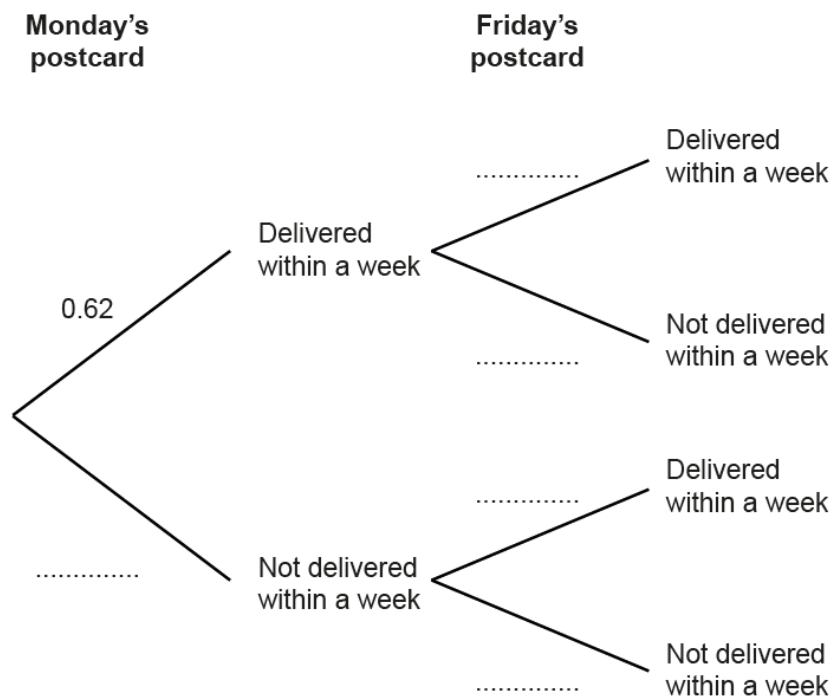 Monday's
postcard
Friday's
postcard
Delivered
within a week
..............
Delivered
within a week
0.62
Not delivered
within a week
..............
Delivered
within a week
..............
Not delivered
within a week
..............
Not delivered
within a week
..............